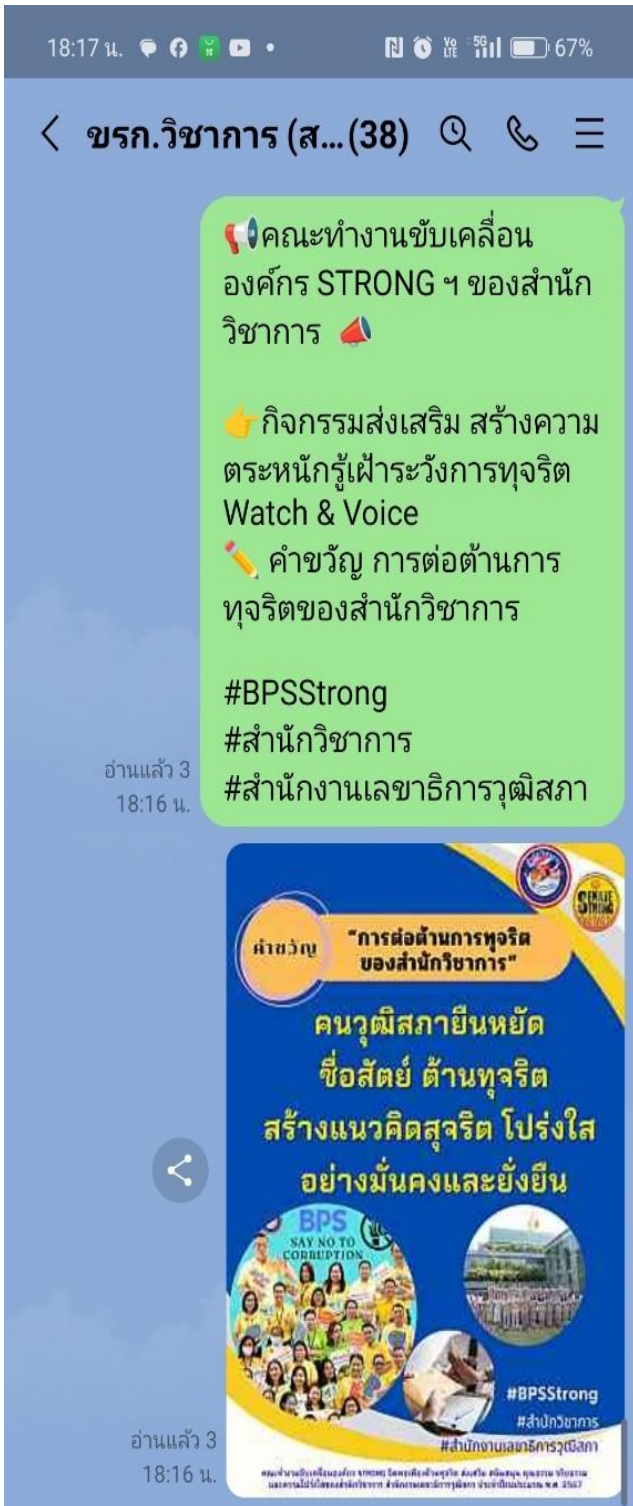 18:17 น.
5G
67%
ขรก.วิชาการ (ส...(38)
📢คณะทำงานขับเคลื่อน
องค์กร STRONG ฯ ของสำนัก
วิชาการ 📣
👉กิจกรรมส่งเสริม สร้างความ
ตระหนักรู้เฝ้าระวังการทุจริต
Watch & Voice
✏️ คำขวัญ การต่อต้านการ
ทุจริตของสำนักวิชาการ
#BPSStrong
#สำนักวิชาการ
#สำนักงานเลขาธิการวุฒิสภา
อ่านแล้ว 3
18:16 น.
SENATE
STRONG
คำขวัญ
"การต่อต้านการทุจริต
ของสำนักวิชาการ"
คนวุฒิสภายืนหยัด
ซื่อสัตย์ ต้านทุจริต
สร้างแนวคิดสุจริต โปร่งใส
อย่างมั่นคงและยั่งยืน
BPS
SAY NO TO
CORRUPTION
#BPSStrong
#สำนักวิชาการ
#สำนักงานเลขาธิการวุฒิสภา
อ่านแล้ว 3
18:16 น.